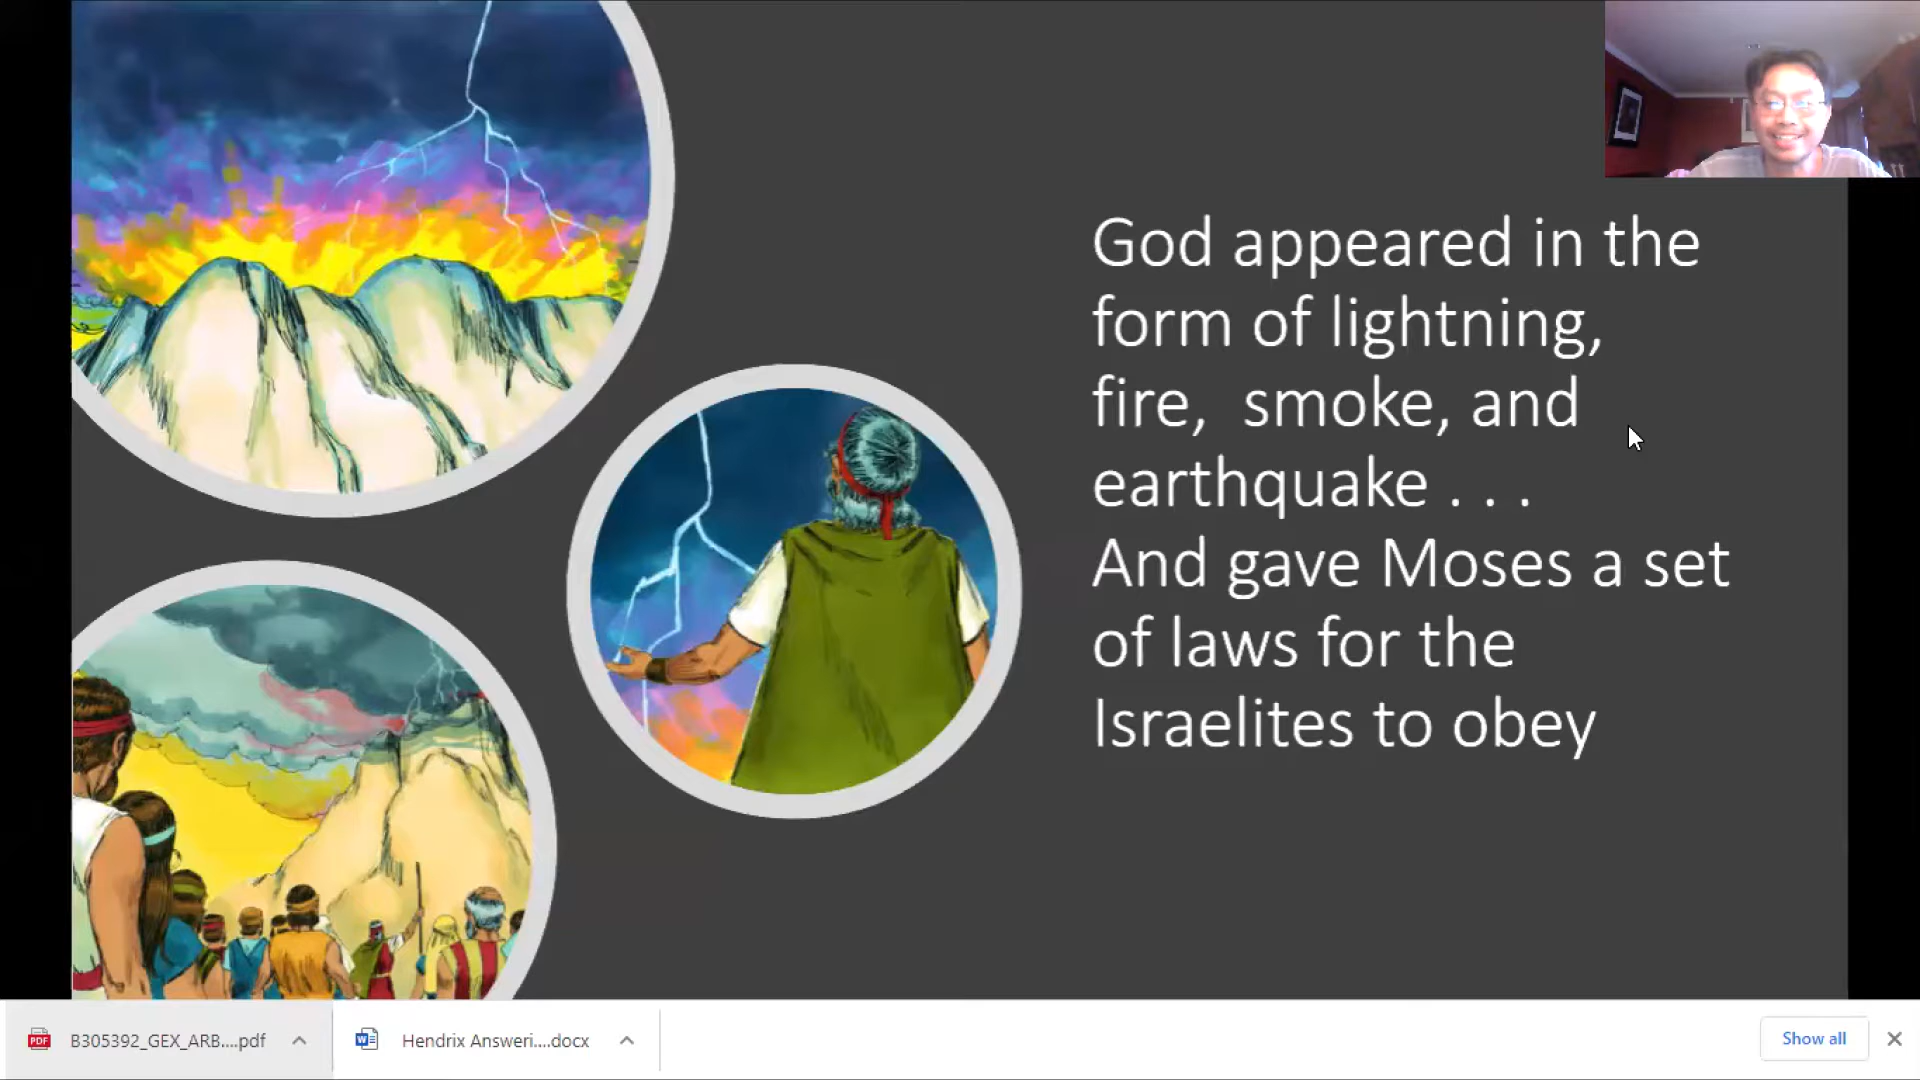 God appeared in the
form of lightning,
fire,  smoke, and
earthquake . . .
And gave Moses a set
of laws for the
Israelites to obey
PDF
B305392_GEX_ARB....pdf
Hendrix Answeri....docx
Show all